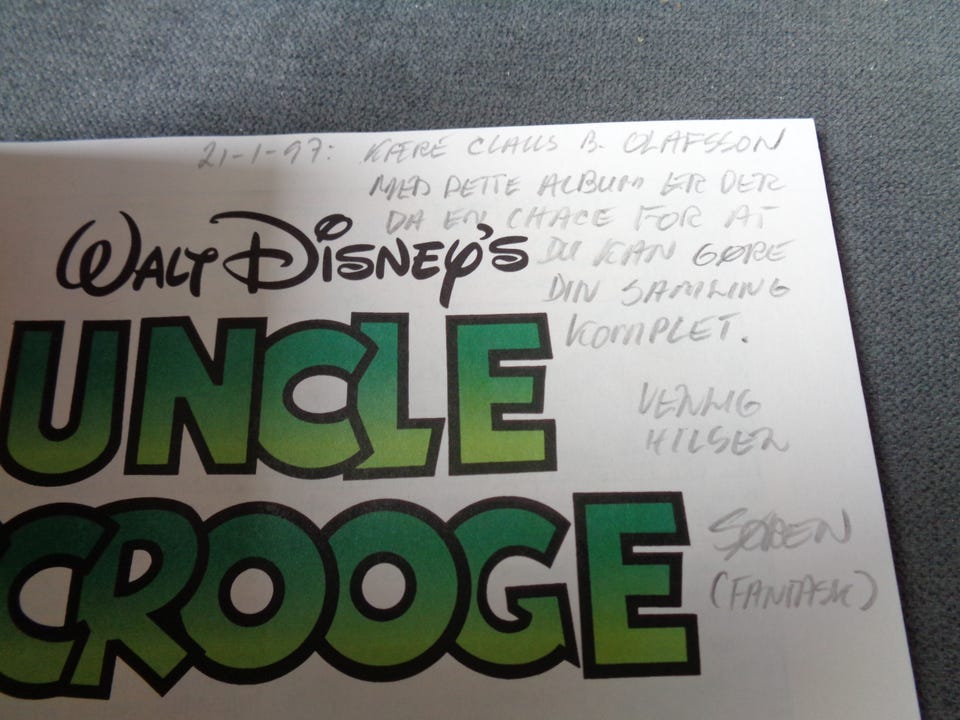 21-1-97: KÆRE CLAUS B. OLAFSSON
MED DETTE ALBUM ER DER
DA EN CHACE FOR AT
DU KAN GØRE
DIN SAMLING
KOMPLET.
VENLIG
HILSEN
SØREN
(FANTASK)
WALT DISNEY'S
UNCLE
SCROOGE